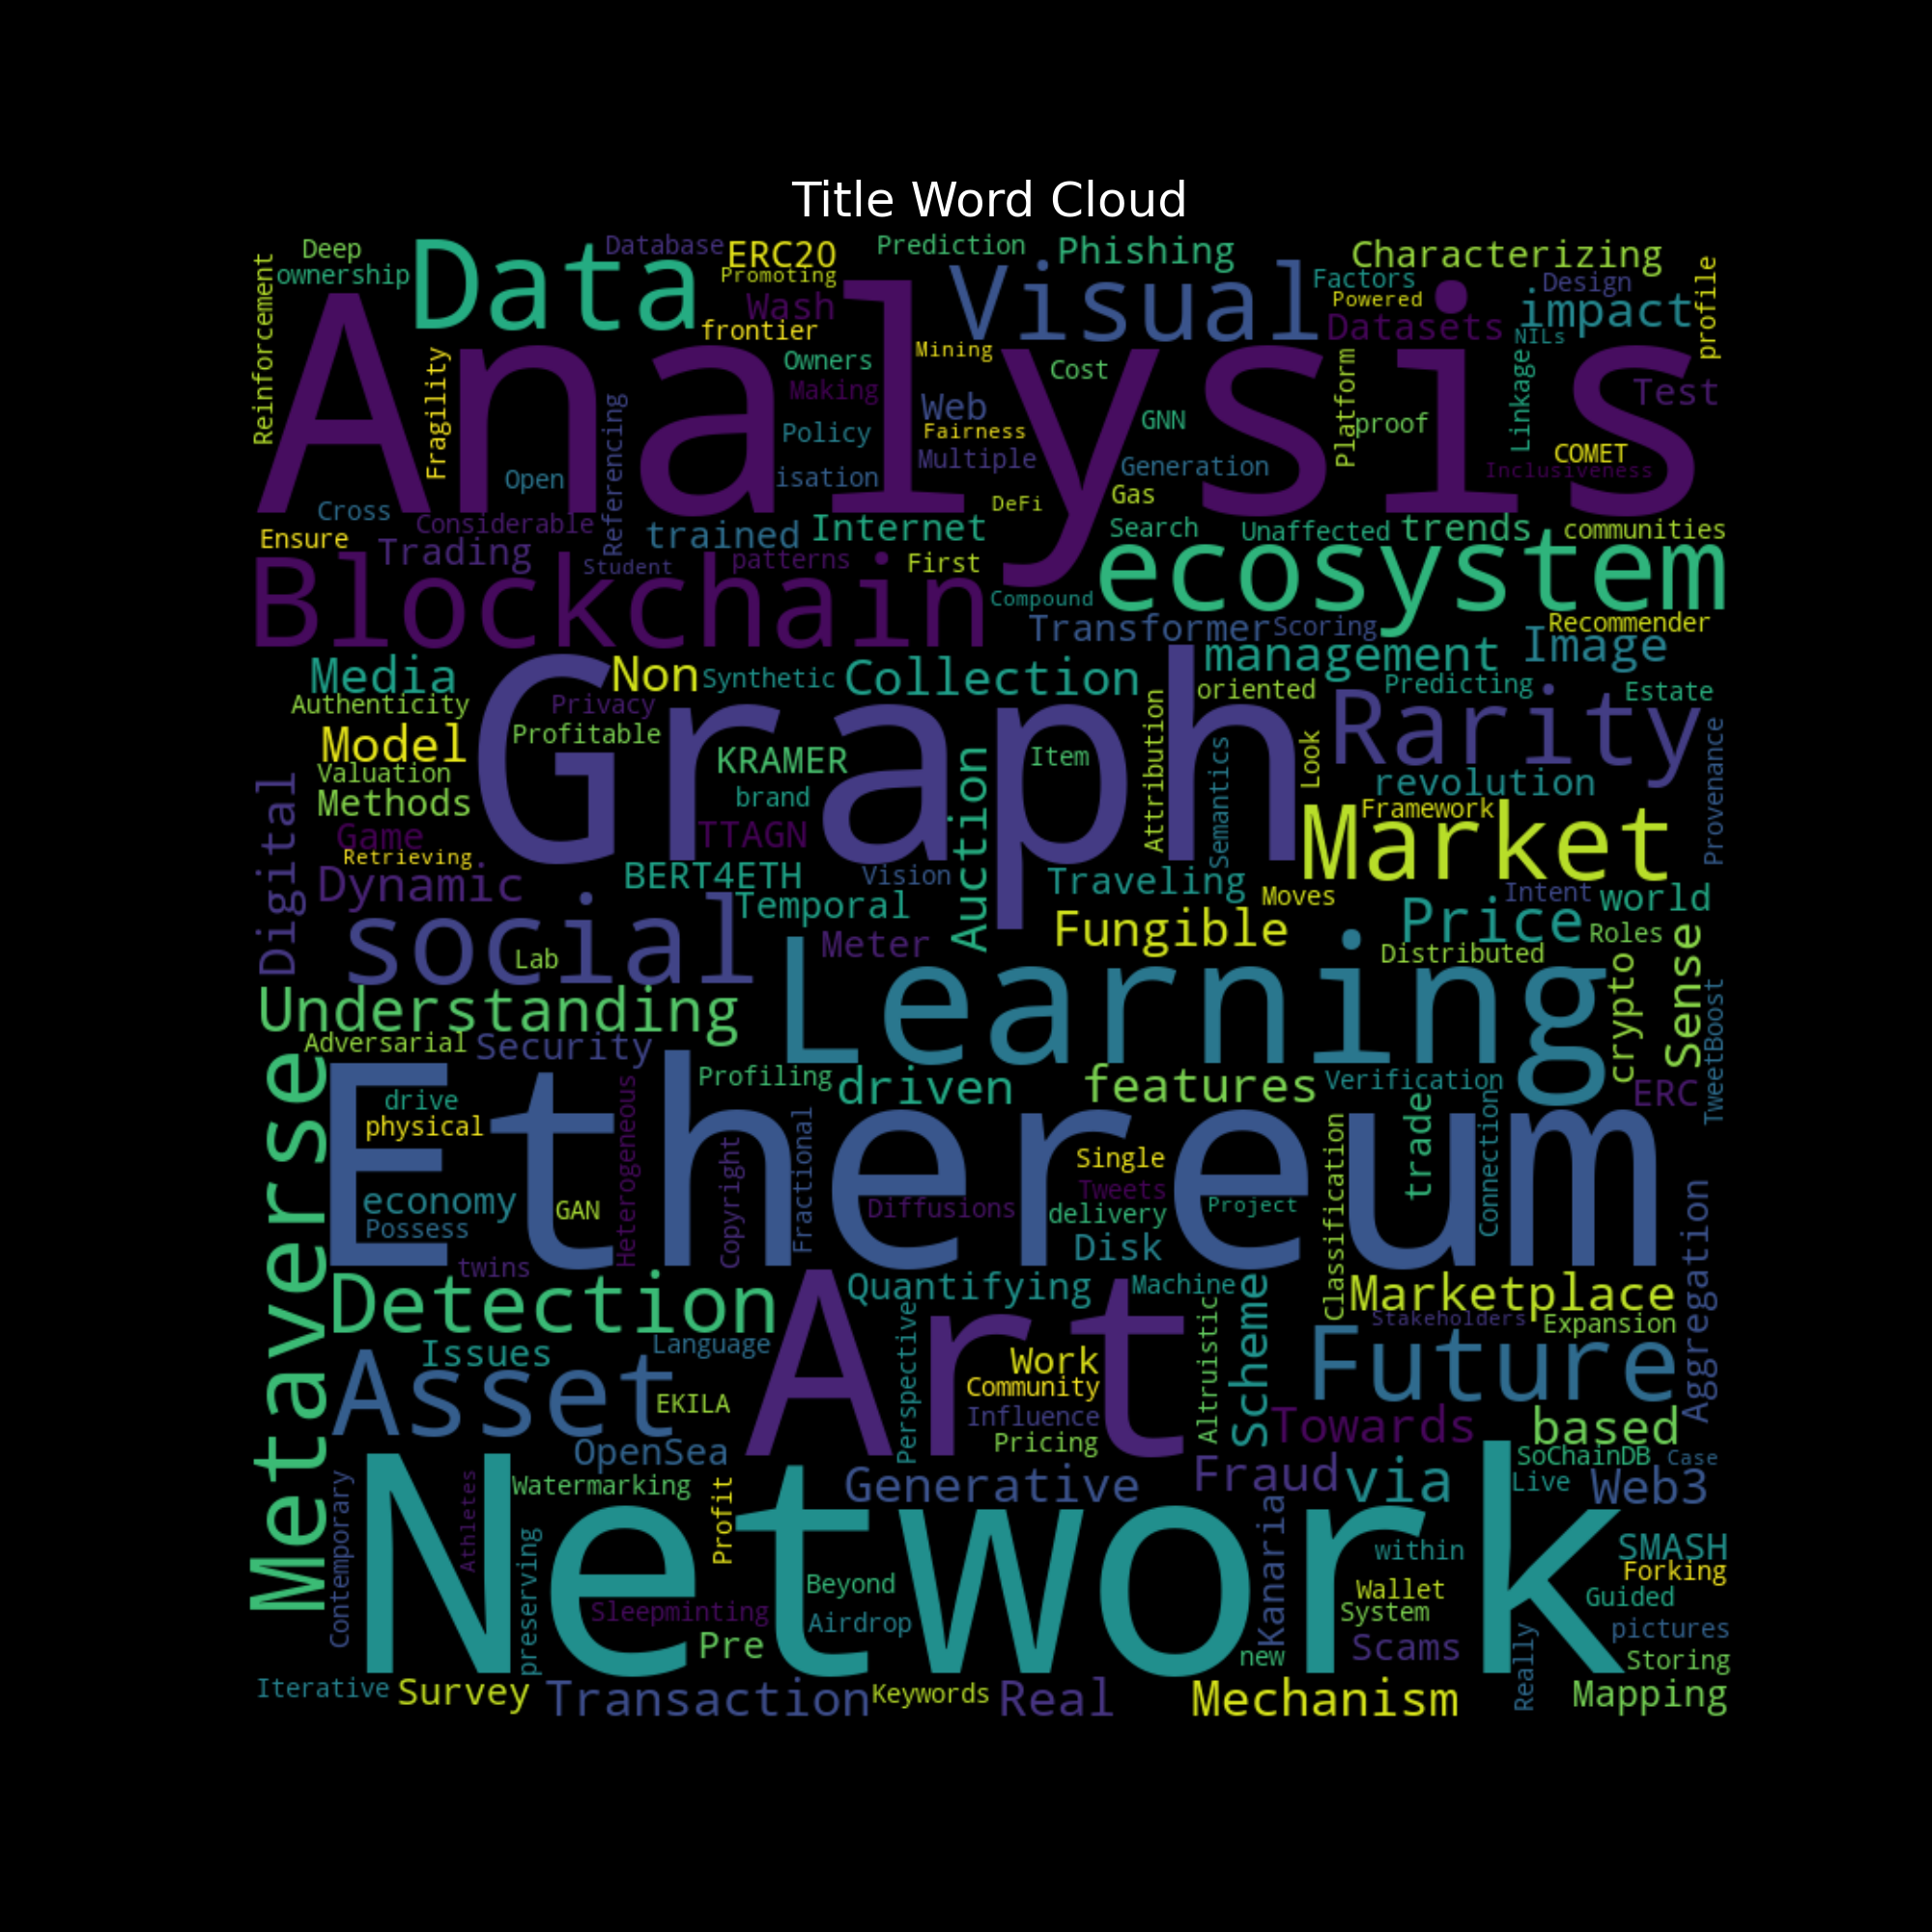 Title Word Cloud
Deep
ownership
Reinforcement
Data
Database
ERC20
Promoting
Wash
frontier
Prediction
Phishing
Visual
Characterizing
Factors
Powered
Datasets
Design
impact
NILs
profile
Analysis
Fragility
Referencing
Owners
Making
Policy
isation
Mining
Web
Fairness
Multiple
Cost
GNN
Generation
Gas
DeFi
Platform
proof
Linkage
COMET
Inclusiveness
Test
Open
Cross
Considerable
Ensure
Trading
Student
trained
patterns
Internet
First
Search
Unaffected
trends
communities
Blockchain
ecosystem
Compound
Transformer
Scoring
Recommender
Media
Authenticity
Non
Privacy
Synthetic
Collection
management
Image
oriented
Predicting
Estate
Graph
Rarity
Model
Profitable
Valuation
Methods
Game
Retrieving
KRAMER
brand
TTAGN
Item
Auction
Attribution
Semantics
Look
revolution
Framework
Market
Provenance
Digital
Dynamic
BERT4ETH
Vision
Temporal
Traveling
Moves
Intent
world
social
Lab
Meter
Fungible
Price
Roles
Distributed
Learning
crypto
Sense
TweetBoost
Understanding
Adversarial
Security
Profiling
driven
features
Verification
ERC
Metaverse
Ethereum
drive
physical
economy
Possess
twins
GAN
Heterogeneous
Copyright
Fractional
Diffusions
Single
Tweets
delivery
Disk
Project
Classification
trade
Connection
Aggregation
Detection
Art
Quantifying
Machine
Scheme
Marketplace
Stakeholders
Expansion
Issues
Language
Asset
EKILA
Perspective
Work
Community
Influence
Pricing
Altruistic
Future
Towards
based
OpenSea
Watermarking
Profit
Generative
Fraud
via
SoChainDB
Case
Live
Web3
Network
Contemporary
Athletes
preserving
Sleepminting
Pre
Beyond
Airdrop
Kanaria
within
Wallet
System
Scams
new
SMASH
Forking
Guided
pictures
Really
Storing
Iterative
Survey
Transaction
Keywords
Real
Mechanism
Mapping